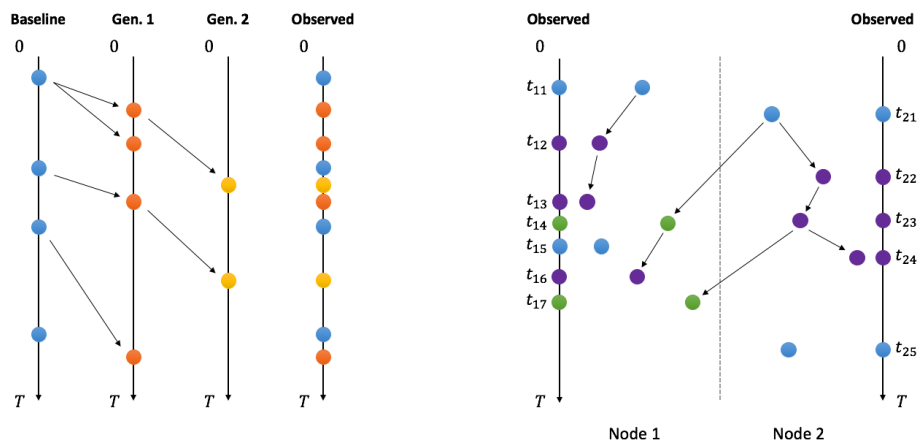 Baseline Gen. 1 Gen. 2 Observed Observed Observed
0 0 0 0 0 0
t₁₁
t₂₁
t₁₂
t₂₂
t₁₃
t₂₃
t₁₄
t₁₅
t₂₄
t₁₆
t₁₇
t₂₅
T T T T T T
Node 1 Node 2